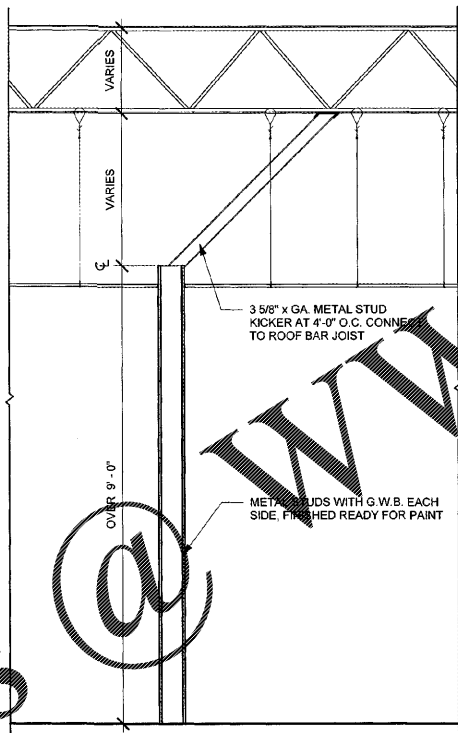 VARIES
VARIES
℄
3 5/8" x GA. METAL STUD
KICKER AT 4'-0" O.C. CONNECT
TO ROOF BAR JOIST
OVER 9' - 0"
METAL STUDS WITH G.W.B. EACH
SIDE, FINISHED READY FOR PAINT
@ WW